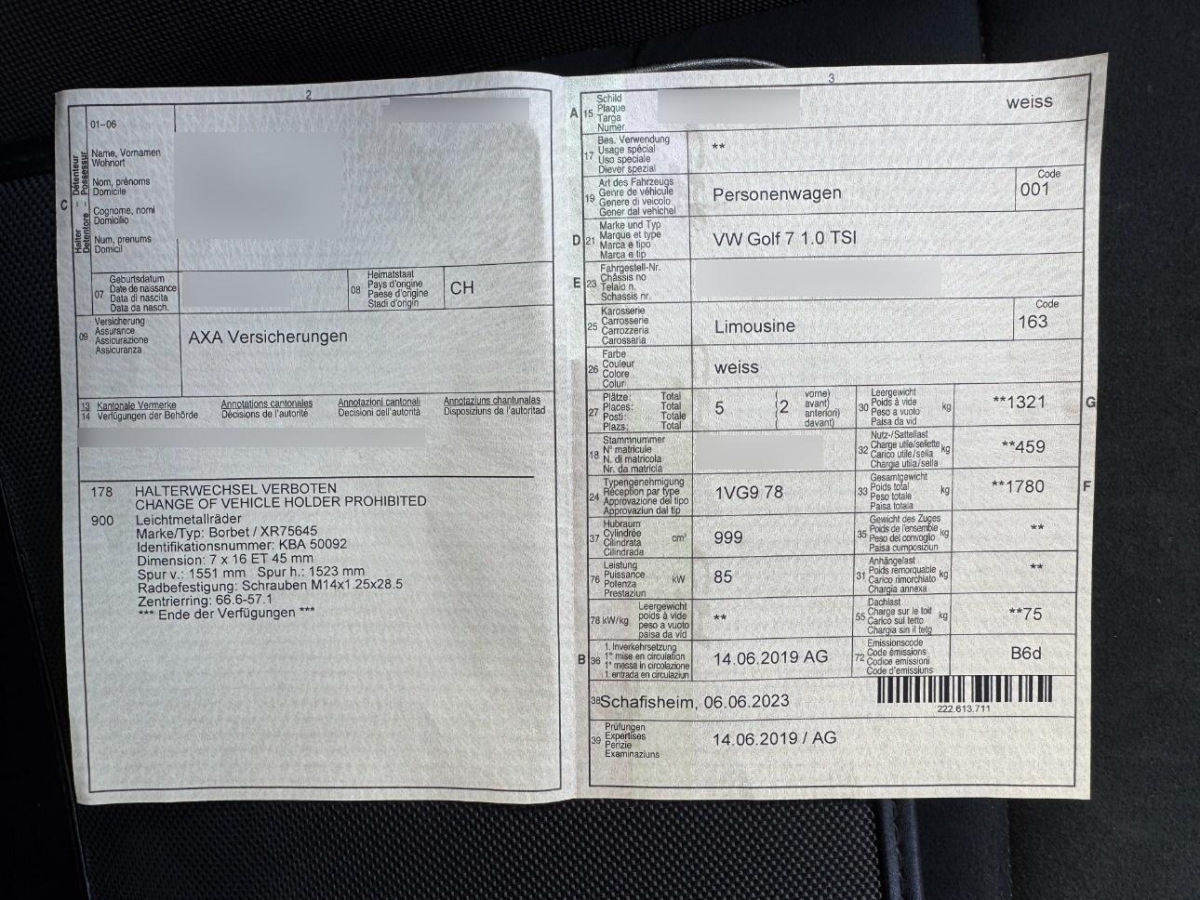 2
01–06
Halter – Détenteur
Detentore – Possessur
C
Name, Vornamen
Wohnort
Nom, prénoms
Domicile
Cognome, nomi
Domicilio
Num, prenums
Domicil
07
Geburtsdatum
Date de naissance
Data di nascita
Data da nasch.
08
Heimatstaat
Pays d'origine
Paese d'origine
Stadi d'origin
CH
09
Versicherung
Assurance
Assicurazione
Assicuranza
AXA Versicherungen
13
14
Kantonale Vermerke
Verfügungen der Behörde
Annotations cantonales
Décisions de l'autorité
Annotazioni cantonali
Decisioni dell'autorità
Annotaziuns chantunalas
Disposiziuns da l'autoritad
178 HALTERWECHSEL VERBOTEN
CHANGE OF VEHICLE HOLDER PROHIBITED
900 Leichtmetallräder
Marke/Typ: Borbet / XR75645
Identifikationsnummer: KBA 50092
Dimension: 7 x 16 ET 45 mm
Spur v.: 1551 mm Spur h.: 1523 mm
Radbefestigung: Schrauben M14x1.25x28.5
Zentrierring: 66.6-57.1
*** Ende der Verfügungen ***
3
A 15
Schild
Plaque
Targa
Numer
weiss
17
Bes. Verwendung
Usage spécial
Uso speciale
Diever spezial
**
19
Art des Fahrzeugs
Genre de véhicule
Genere di veicolo
Gener dal vehichel
Personenwagen
Code
001
D 21
Marke und Typ
Marque et type
Marca e tipo
Marca e tip
VW Golf 7 1.0 TSI
E 23
Fahrgestell-Nr.
Châssis no
Telaio n.
Schassis nr.
25
Karosserie
Carrosserie
Carrozzeria
Carossaria
Limousine
Code
163
26
Farbe
Couleur
Colore
Colur
weiss
27
Plätze: Total
Places: Total
Posti: Totale
Plazs: Total
5
(2
vorne)
avant)
anteriori)
davant)
30
Leergewicht
Poids à vide
Peso a vuoto
Paisa da vid
kg
**1321
G
18
Stammnummer
N° matricule
N. di matricola
Nr. da matricla
32
Nutz-/Sattellast
Charge utile/sellette
Carico utile/sella
Chargia utila/sella
kg
**459
24
Typengenehmigung
Réception par type
Approvazione del tipo
Approvaziun dal tip
1VG9 78
33
Gesamtgewicht
Poids total
Peso totale
Paisa totala
kg
**1780
F
37
Hubraum
Cylindrée
Cilindrata
Cilindrada
cm³
999
35
Gewicht des Zuges
Poids de l'ensemble
Peso del convoglio
Paisa cumposiziun
kg
**
76
Leistung
Puissance
Potenza
Prestaziun
kW
85
31
Anhängelast
Poids remorquable
Carico rimorchiato
Chargia annexa
kg
**
78 kW/kg
Leergewicht
poids à vide
peso a vuoto
paisa da vid
**
55
Dachlast
Charge sur le toit
Carico sul tetto
Chargia sin il tetg
kg
**75
B 36
1. Inverkehrsetzung
1re mise en circulation
1a messa in circolazione
1. entrada en circulaziun
14.06.2019 AG
72
Emissionscode
Code émissions
Codice emissioni
Code d'emissiuns
B6d
38 Schafisheim, 06.06.2023
222.613.711
39
Prüfungen
Expertises
Perizie
Examinaziuns
14.06.2019 / AG